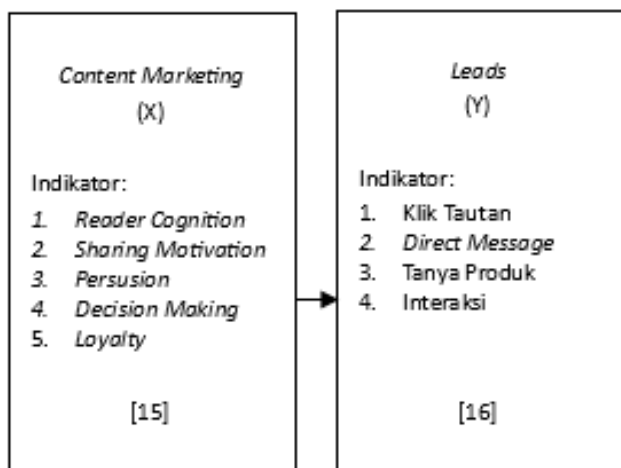 Content Marketing
(X)
Indikator:
1. Reader Cognition
2. Sharing Motivation
3. Persusion
4. Decision Making
5. Loyalty
[15]
Leads
(Y)
Indikator:
1. Klik Tautan
2. Direct Message
3. Tanya Produk
4. Interaksi
[16]